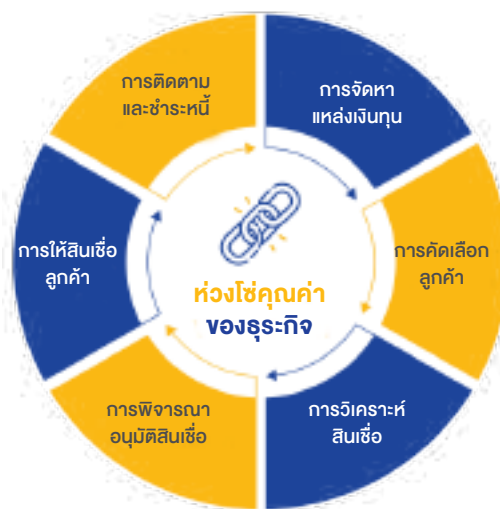 การจัดหา
แหล่งเงินทุน
การคัดเลือก
ลูกค้า
การวิเคราะห์
สินเชื่อ
การพิจารณา
อนุมัติสินเชื่อ
การให้สินเชื่อ
ลูกค้า
การติดตาม
และชำระหนี้
ห่วงโซ่คุณค่า
ของธุระกิจ